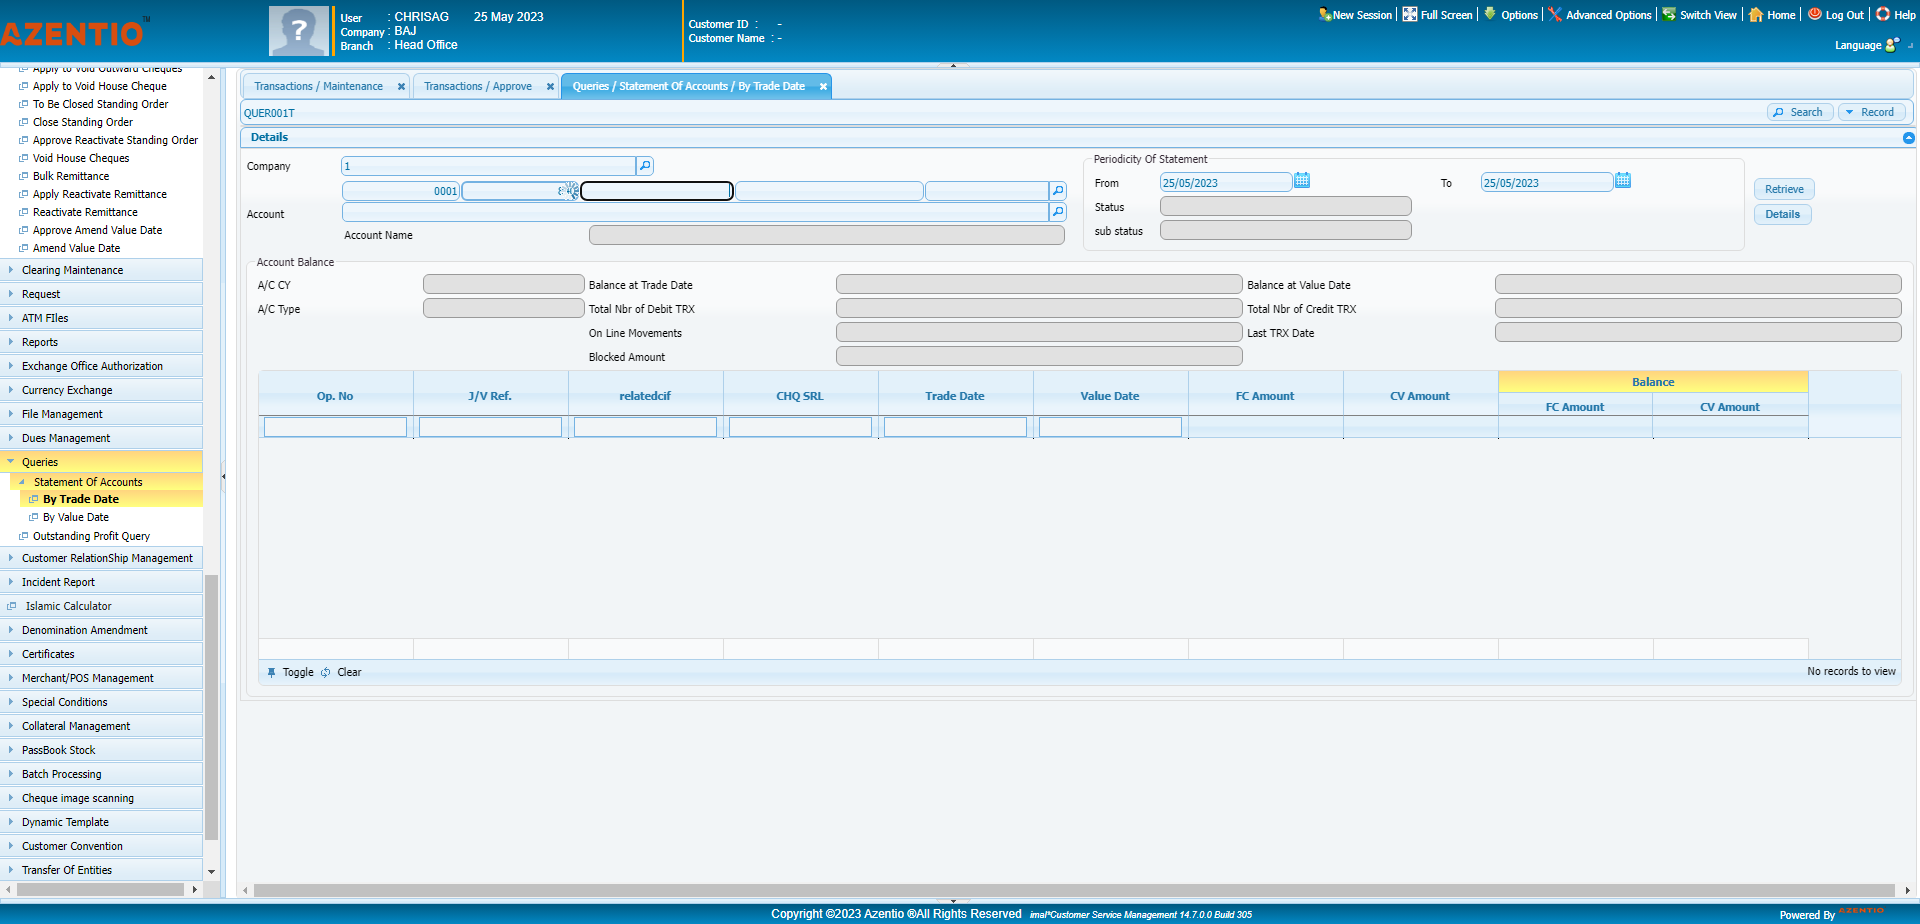 AZENTIO™
User : CHRISAG 25 May 2023
Company : BAJ
Branch : Head Office
Customer ID : -
Customer Name : -
New Session Full Screen Options Advanced Options Switch View Home Log Out Help
Language
Apply to Void Outward Cheques
Apply to Void House Cheque
To Be Closed Standing Order
Close Standing Order
Approve Reactivate Standing Order
Void House Cheques
Bulk Remittance
Apply Reactivate Remittance
Reactivate Remittance
Approve Amend Value Date
Amend Value Date
Clearing Maintenance
Request
ATM FIles
Reports
Exchange Office Authorization
Currency Exchange
File Management
Dues Management
Queries
Statement Of Accounts
By Trade Date
By Value Date
Outstanding Profit Query
Customer RelationShip Management
Incident Report
Islamic Calculator
Denomination Amendment
Certificates
Merchant/POS Management
Special Conditions
Collateral Management
PassBook Stock
Batch Processing
Cheque image scanning
Dynamic Template
Customer Convention
Transfer Of Entities
Transactions / Maintenance Transactions / Approve Queries / Statement Of Accounts / By Trade Date
QUER001T Search Record
Details
Company 1
0001
Account
Account Name
Periodicity Of Statement
From 25/05/2023 To 25/05/2023
Status
sub status
Retrieve
Details
Account Balance
A/C CY Balance at Trade Date Balance at Value Date
A/C Type Total Nbr of Debit TRX Total Nbr of Credit TRX
On Line Movements Last TRX Date
Blocked Amount
Op. No J/V Ref. relatedcif CHQ SRL Trade Date Value Date FC Amount CV Amount Balance
FC Amount CV Amount
Toggle Clear No records to view
Copyright ©2023 Azentio ®All Rights Reserved imal®Customer Service Management 14.7.0.0 Build 305
Powered By AZENTIO